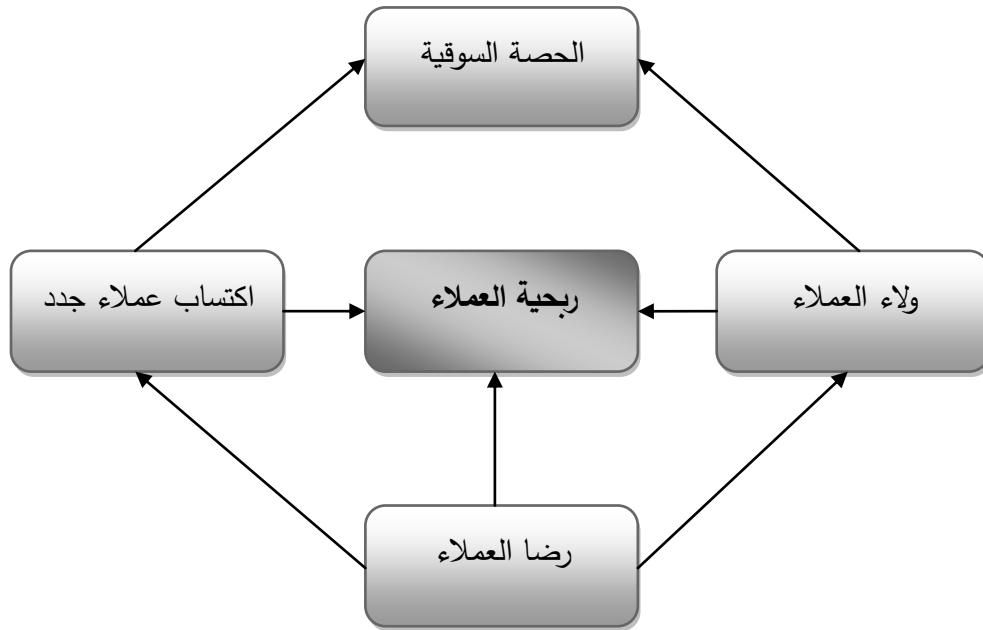 الحصة السوقية
ولاء العملاء
ربحية العملاء
اكتساب عملاء جدد
رضا العملاء